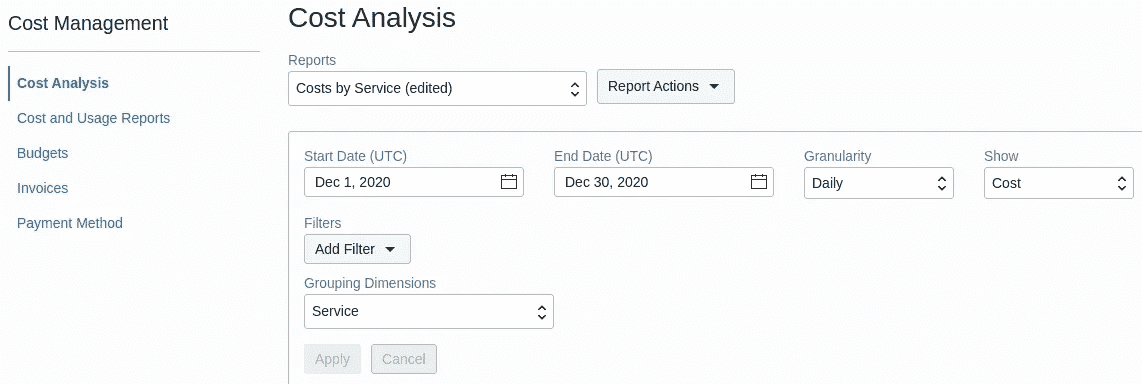 Cost Management
Cost Analysis
Cost and Usage Reports
Budgets
Invoices
Payment Method
Cost Analysis
Reports
Costs by Service (edited)
Report Actions
Start Date (UTC)
End Date (UTC)
Granularity
Show
Dec 1, 2020
Dec 30, 2020
Daily
Cost
Filters
Add Filter
Grouping Dimensions
Service
Apply
Cancel